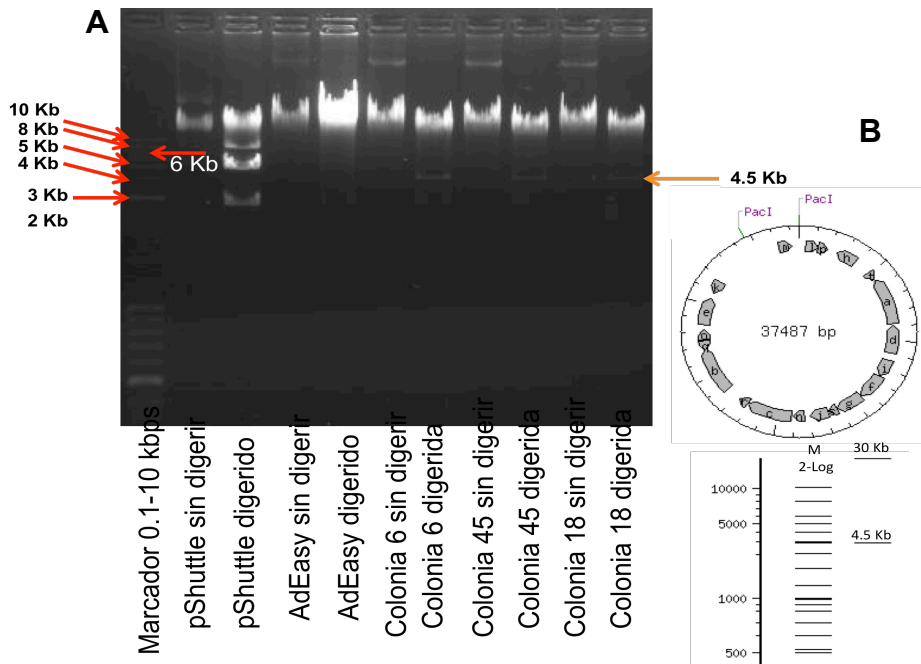 A
10 Kb
8 Kb
5 Kb
4 Kb
6 Kb
3 Kb
2 Kb
4.5 Kb
Marcador 0.1-10 kbps
pShuttle sin digerir
pShuttle digerido
AdEasy sin digerir
AdEasy digerido
Colonia 6 sin digerir
Colonia 6 digerida
Colonia 45 sin digerir
Colonia 45 digerida
Colonia 18 sin digerir
Colonia 18 digerida
B
PacI
PacI
m
h
a
d
i
f
g
j
n
c
b
e
k
37487 bp
M
2-Log
30 Kb
10000
5000
4.5 Kb
1000
500